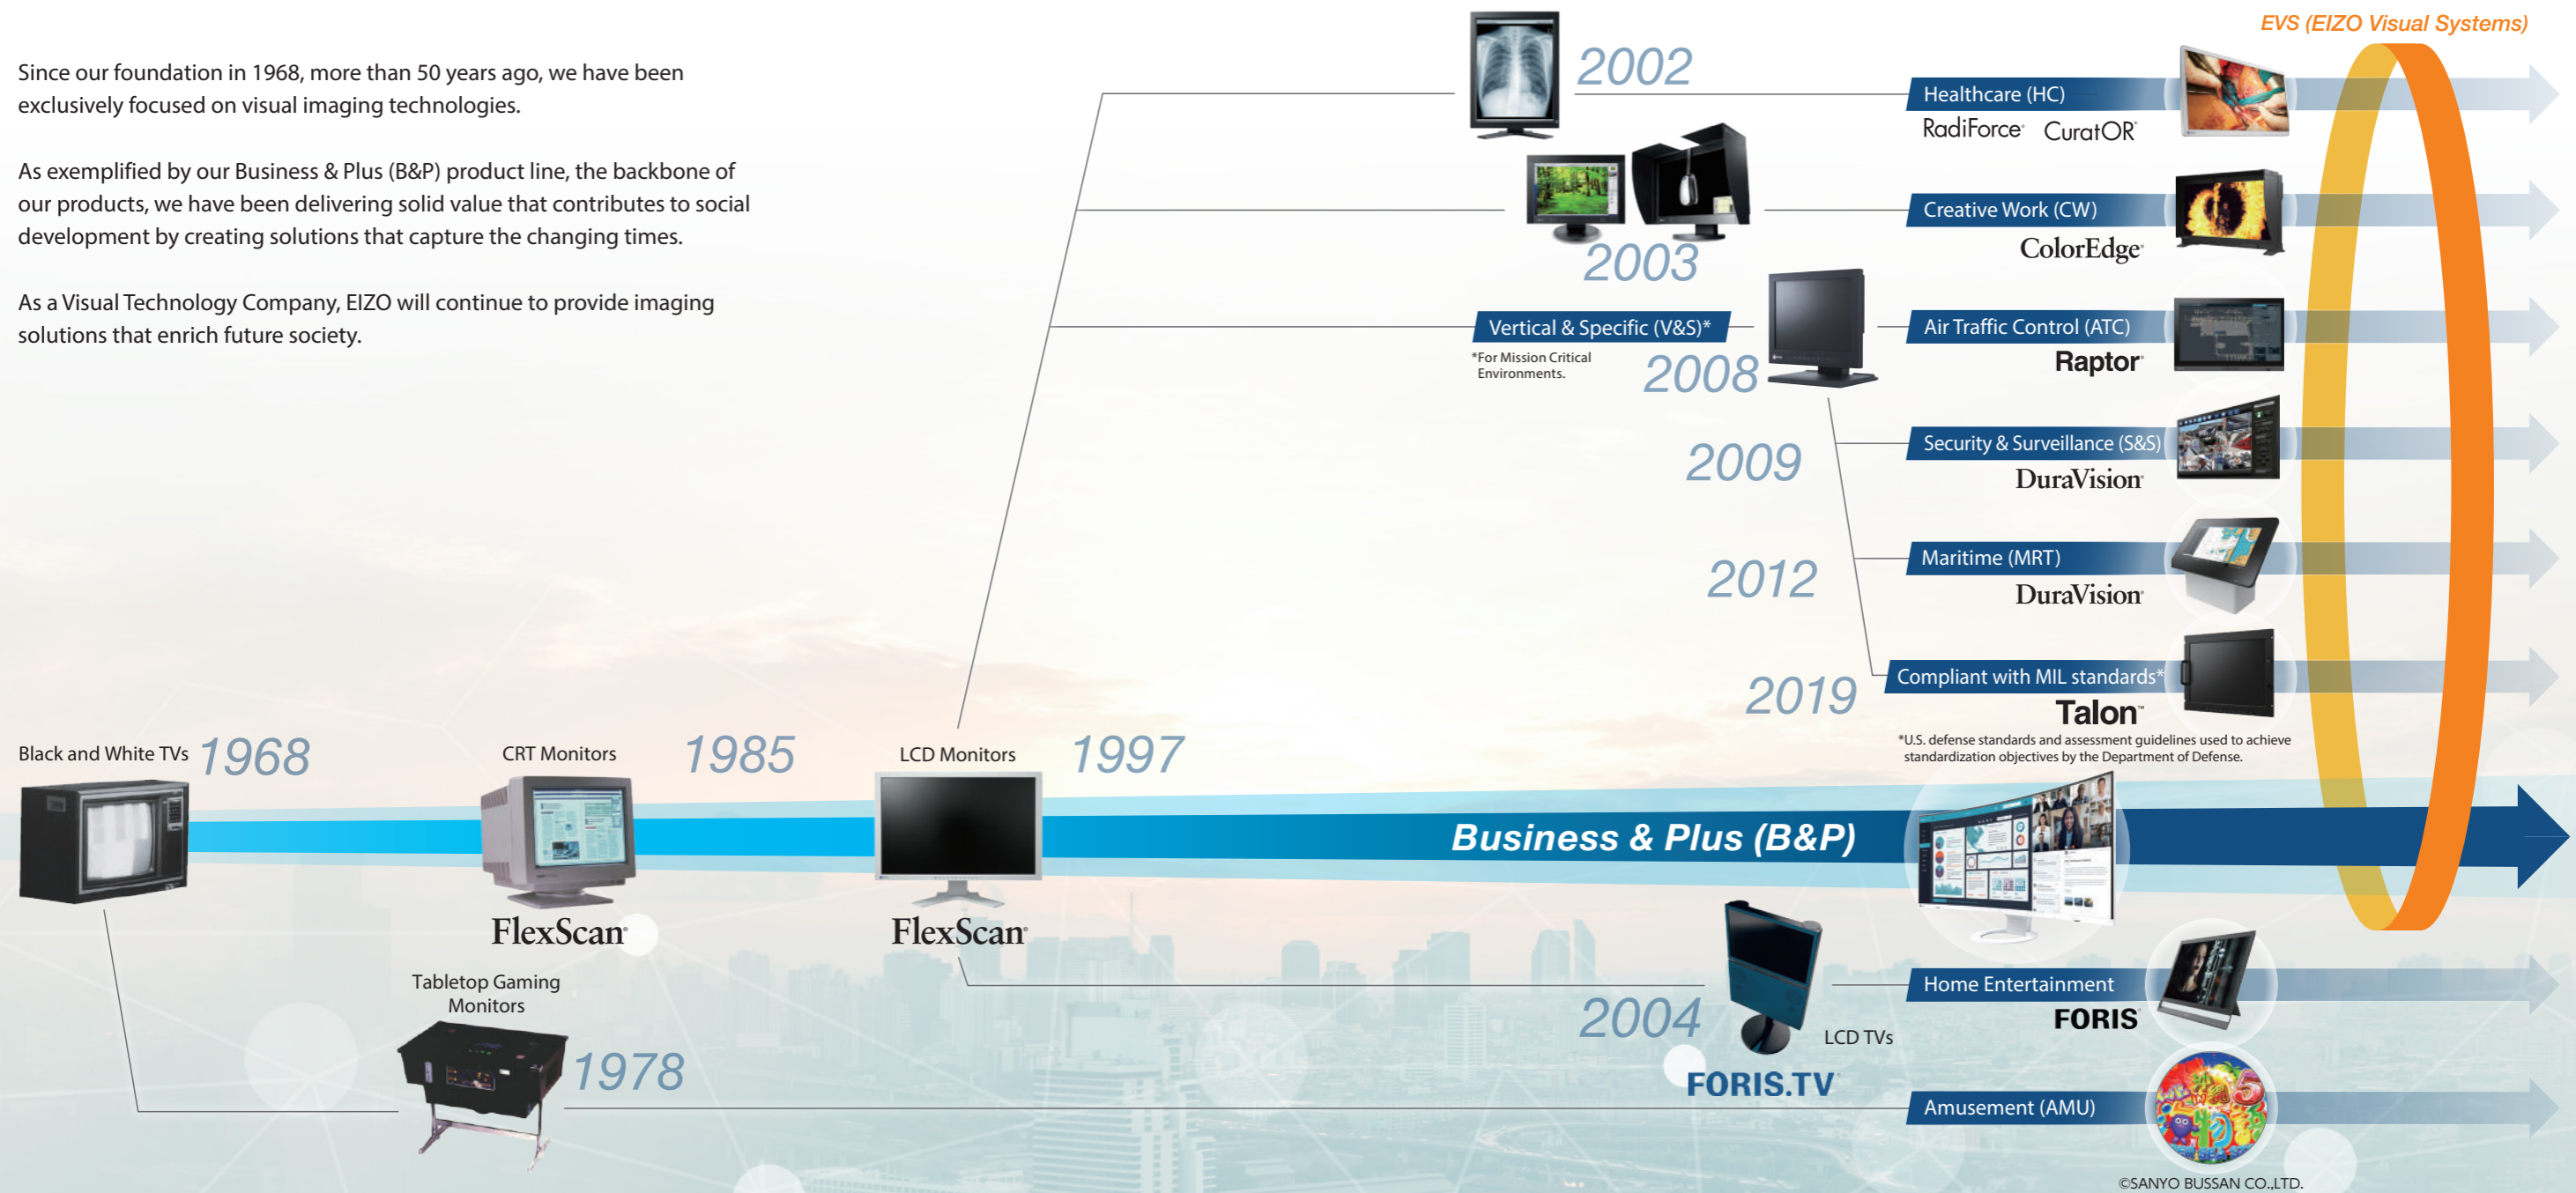 EVS (EIZO Visual Systems)
Since our foundation in 1968, more than 50 years ago, we have been
exclusively focused on visual imaging technologies.
As exemplified by our Business & Plus (B&P) product line, the backbone of
our products, we have been delivering solid value that contributes to social
development by creating solutions that capture the changing times.
As a Visual Technology Company, EIZO will continue to provide imaging
solutions that enrich future society.
2002
Healthcare (HC)
RadiForce® CuratOR®
2003
Creative Work (CW)
ColorEdge®
Vertical & Specific (V&S)*
*For Mission Critical
Environments.
2008
Air Traffic Control (ATC)
Raptor®
2009
Security & Surveillance (S&S)
DuraVision®
2012
Maritime (MRT)
DuraVision®
2019
Compliant with MIL standards*
Talon™
*U.S. defense standards and assessment guidelines used to achieve
standardization objectives by the Department of Defense.
Black and White TVs 1968
CRT Monitors 1985
LCD Monitors 1997
Business & Plus (B&P)
FlexScan®
FlexScan®
Tabletop Gaming
Monitors
1978
2004
LCD TVs
FORIS.TV®
Home Entertainment
FORIS®
Amusement (AMU)
5
©SANYO BUSSAN CO.,LTD.